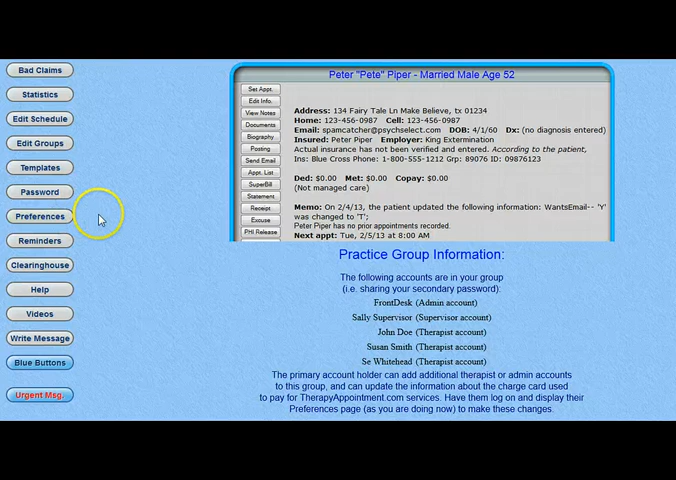 Bad Claims
Statistics
Edit Schedule
Edit Groups
Templates
Password
Preferences
Reminders
Clearinghouse
Help
Videos
Write Message
Blue Buttons
Urgent Msg.
Peter "Pete" Piper - Married Male Age 52
Set Appt.
Edit Info.
View Notes
Documents
Biography
Posting
Send Email
Appt. List
SuperBill
Statement
Receipt
Excuse
PHI Release
Address: 134 Fairy Tale Ln Make Believe, tx 01234
Home: 123-456-0987 Cell: 123-456-0987
Email: spamcatcher@psychselect.com DOB: 4/1/60 Dx: (no diagnosis entered)
Insured: Peter Piper Employer: King Extermination
Actual insurance has not been verified and entered. According to the patient,
Ins: Blue Cross Phone: 1-800-555-1212 Grp: 89076 ID: 09876123
Ded: $0.00 Met: $0.00 Copay: $0.00
(Not managed care)
Memo: On 2/4/13, the patient updated the following information: WantsEmail-- 'Y'
was changed to 'T';
Peter Piper has no prior appointments recorded.
Next appt: Tue, 2/5/13 at 8:00 AM
Practice Group Information:
The following accounts are in your group
(i.e. sharing your secondary password):
FrontDesk (Admin account)
Sally Supervisor (Supervisor account)
John Doe (Therapist account)
Susan Smith (Therapist account)
Se Whitehead (Therapist account)
The primary account holder can add additional therapist or admin accounts
to this group, and can update the information about the charge card used
to pay for TherapyAppointment.com services. Have them log on and display their
Preferences page (as you are doing now) to make these changes.